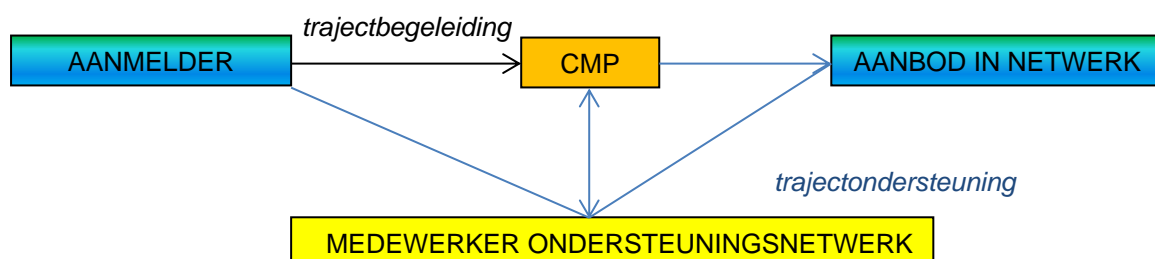 trajectbegeleiding
AANMELDER
CMP
AANBOD IN NETWERK
trajectondersteuning
MEDEWERKER ONDERSTEUNINGSNETWERK